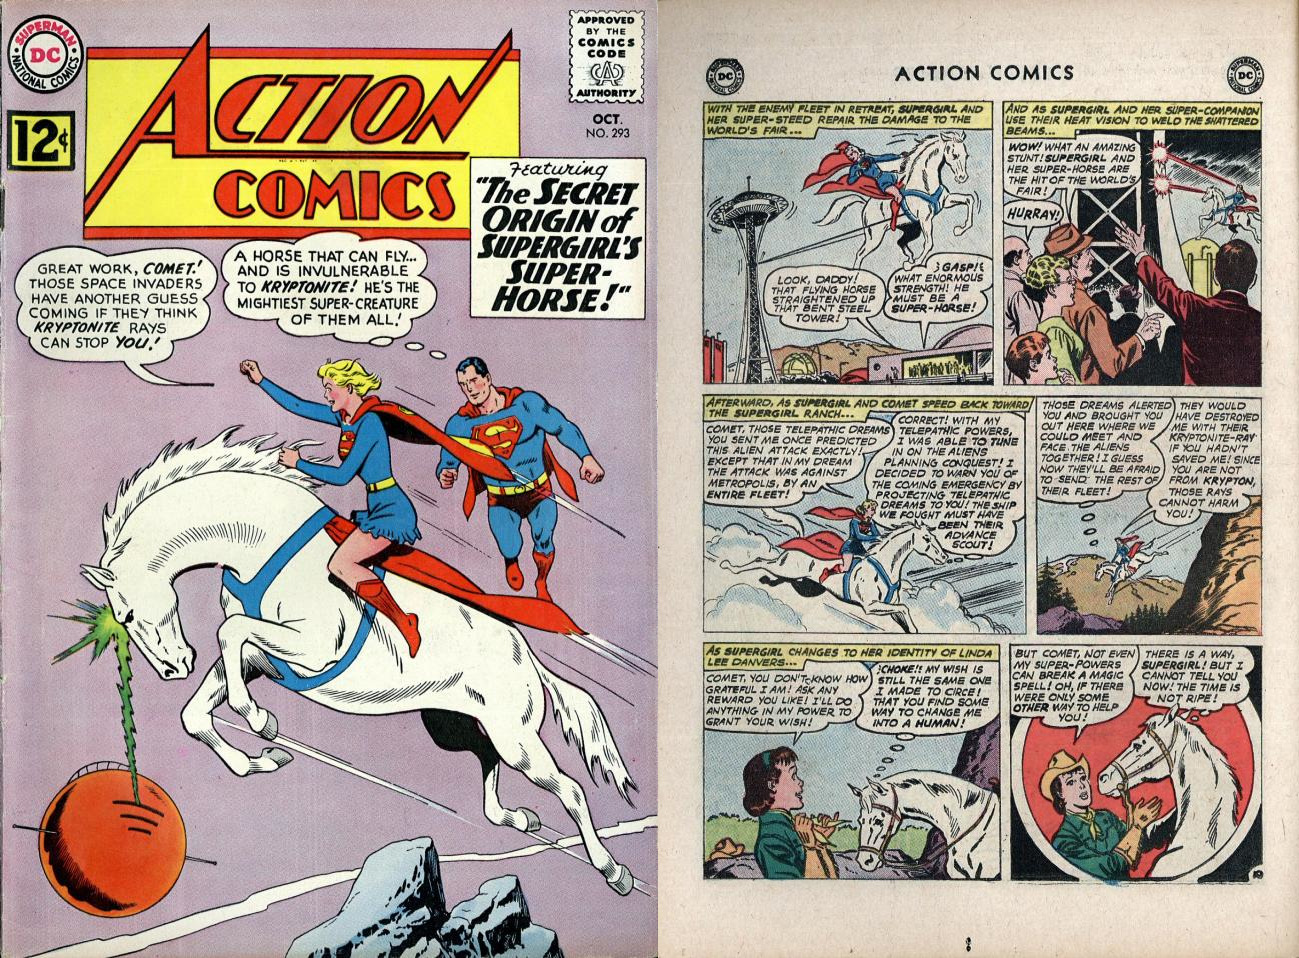 SUPERMAN
DC
NATIONAL COMICS
12¢
ACTION
COMICS
APPROVED
BY THE
COMICS
CODE
CA
AUTHORITY
OCT.
NO. 293
Featuring
"The SECRET
ORIGIN of
SUPERGIRL'S
SUPER-
HORSE!"
GREAT WORK, COMET!
THOSE SPACE INVADERS
HAVE ANOTHER GUESS
COMING IF THEY THINK
KRYPTONITE RAYS
CAN STOP YOU!
A HORSE THAT CAN FLY...
AND IS INVULNERABLE
TO KRYPTONITE! HE'S THE
MIGHTIEST SUPER-CREATURE
OF THEM ALL!
DC
ACTION COMICS
DC
WITH THE ENEMY FLEET IN RETREAT, SUPERGIRL AND
HER SUPER-STEED REPAIR THE DAMAGE TO THE
WORLD'S FAIR...
LOOK, DADDY!
THAT FLYING HORSE
STRAIGHTENED UP
THAT BENT STEEL
TOWER!
:GASP!:
WHAT ENORMOUS
STRENGTH! HE
MUST BE A
SUPER-HORSE!
AND AS SUPERGIRL AND HER SUPER-COMPANION
USE THEIR HEAT VISION TO WELD THE SHATTERED
BEAMS...
WOW! WHAT AN AMAZING
STUNT! SUPERGIRL AND
HER SUPER-HORSE ARE
THE HIT OF THE WORLD'S
FAIR!
HURRAY!
AFTERWARD, AS SUPERGIRL AND COMET SPEED BACK TOWARD
THE SUPERGIRL RANCH...
COMET, THOSE TELEPATHIC DREAMS
YOU SENT ME ONCE PREDICTED
THIS ALIEN ATTACK EXACTLY!
EXCEPT THAT IN MY DREAM
THE ATTACK WAS AGAINST
METROPOLIS, BY AN
ENTIRE FLEET!
CORRECT! WITH MY
TELEPATHIC POWERS,
I WAS ABLE TO TUNE
IN ON THE ALIENS
PLANNING CONQUEST! I
DECIDED TO WARN YOU OF
THE COMING EMERGENCY BY
PROJECTING TELEPATHIC
DREAMS TO YOU! THE SHIP
WE FOUGHT MUST HAVE
BEEN THEIR
ADVANCE
SCOUT!
THOSE DREAMS ALERTED
YOU AND BROUGHT YOU
OUT HERE WHERE WE
COULD MEET AND
FACE THE ALIENS
TOGETHER! I GUESS
NOW THEY'LL BE AFRAID
TO SEND THE REST OF
THEIR FLEET!
THEY WOULD
HAVE DESTROYED
ME WITH THEIR
KRYPTONITE-RAY
IF YOU HADN'T
SAVED ME! SINCE
YOU ARE NOT
FROM KRYPTON,
THOSE RAYS
CANNOT HARM
YOU!
AS SUPERGIRL CHANGES TO HER IDENTITY OF LINDA
LEE DANVERS...
COMET, YOU DON'T KNOW HOW
GRATEFUL I AM! ASK ANY
REWARD YOU LIKE! I'LL DO
ANYTHING IN MY POWER TO
GRANT YOUR WISH!
:CHOKE!: MY WISH IS
STILL THE SAME ONE
I MADE TO CIRCE!
THAT YOU FIND SOME
WAY TO CHANGE ME
INTO A HUMAN!
BUT COMET, NOT EVEN
MY SUPER-POWERS
CAN BREAK A MAGIC
SPELL! OH, IF THERE
WERE ONLY SOME
OTHER WAY TO HELP
YOU!
THERE IS A WAY,
SUPERGIRL! BUT I
CANNOT TELL YOU
NOW! THE TIME IS
NOT RIPE!